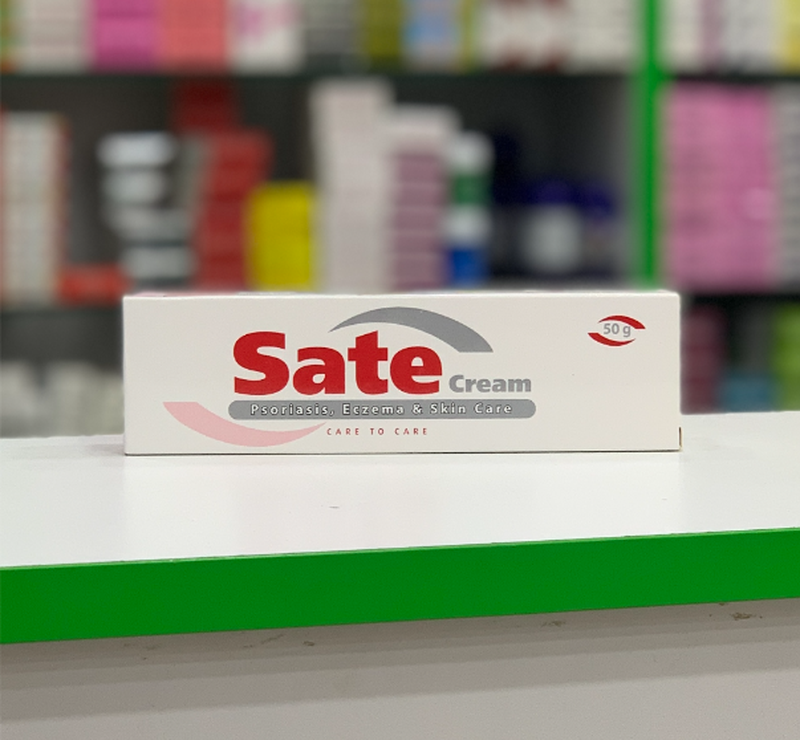 Sate Cream
50 g
Psoriasis, Eczema & Skin Care
CARE TO CARE